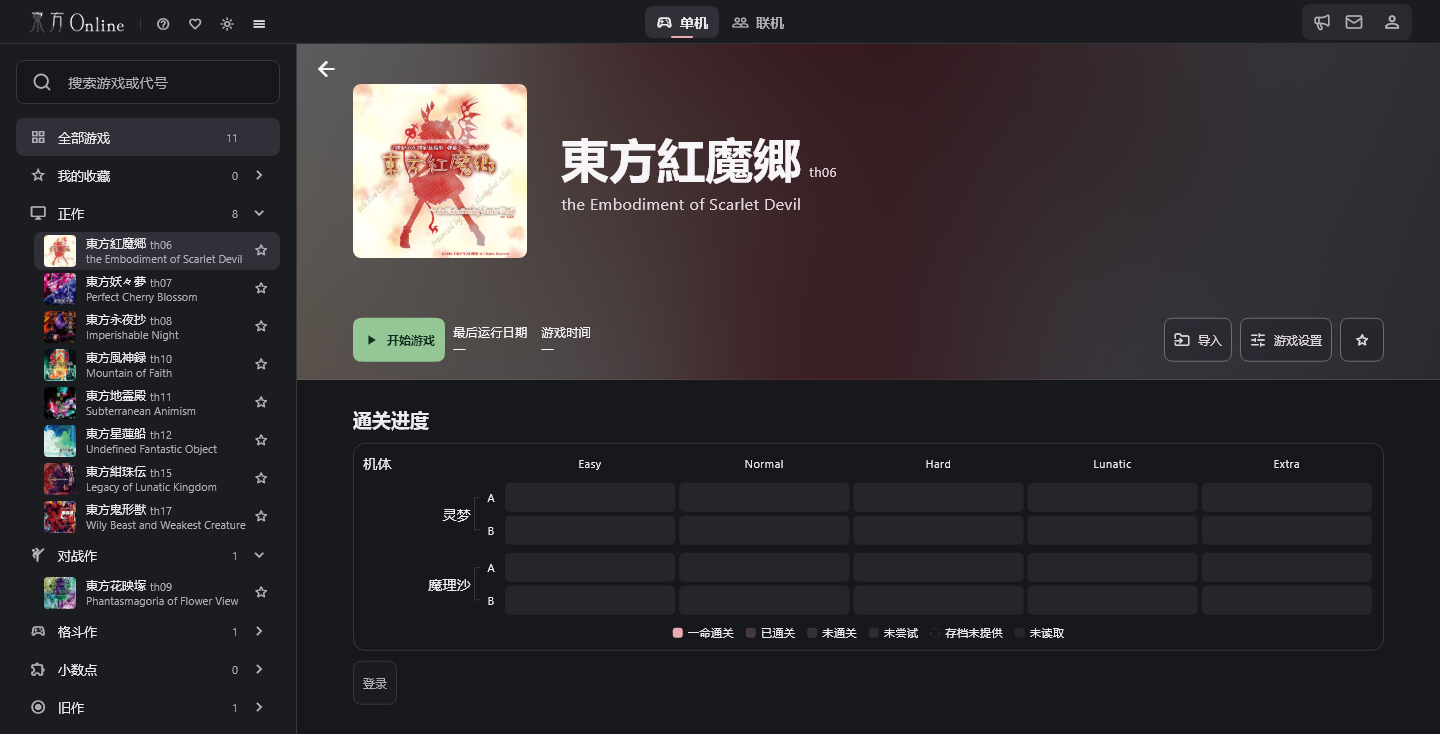 東方Online
单机
联机
搜索游戏或代号
全部游戏 11
我的收藏 0
正作 8
東方紅魔郷 th06
the Embodiment of Scarlet Devil
東方妖々夢 th07
Perfect Cherry Blossom
東方永夜抄 th08
Imperishable Night
東方風神録 th10
Mountain of Faith
東方地霊殿 th11
Subterranean Animism
東方星蓮船 th12
Undefined Fantastic Object
東方紺珠伝 th15
Legacy of Lunatic Kingdom
東方鬼形獣 th17
Wily Beast and Weakest Creature
对战作 1
東方花映塚 th09
Phantasmagoria of Flower View
格斗作 1
小数点 0
旧作 1
東方紅魔郷
東方紅魔郷 th06
the Embodiment of Scarlet Devil
开始游戏
最后运行日期
—
游戏时间
—
导入
游戏设置
通关进度
机体 Easy Normal Hard Lunatic Extra
灵梦
A
B
魔理沙
A
B
一命通关 已通关 未通关 未尝试 存档未提供 未读取
登录